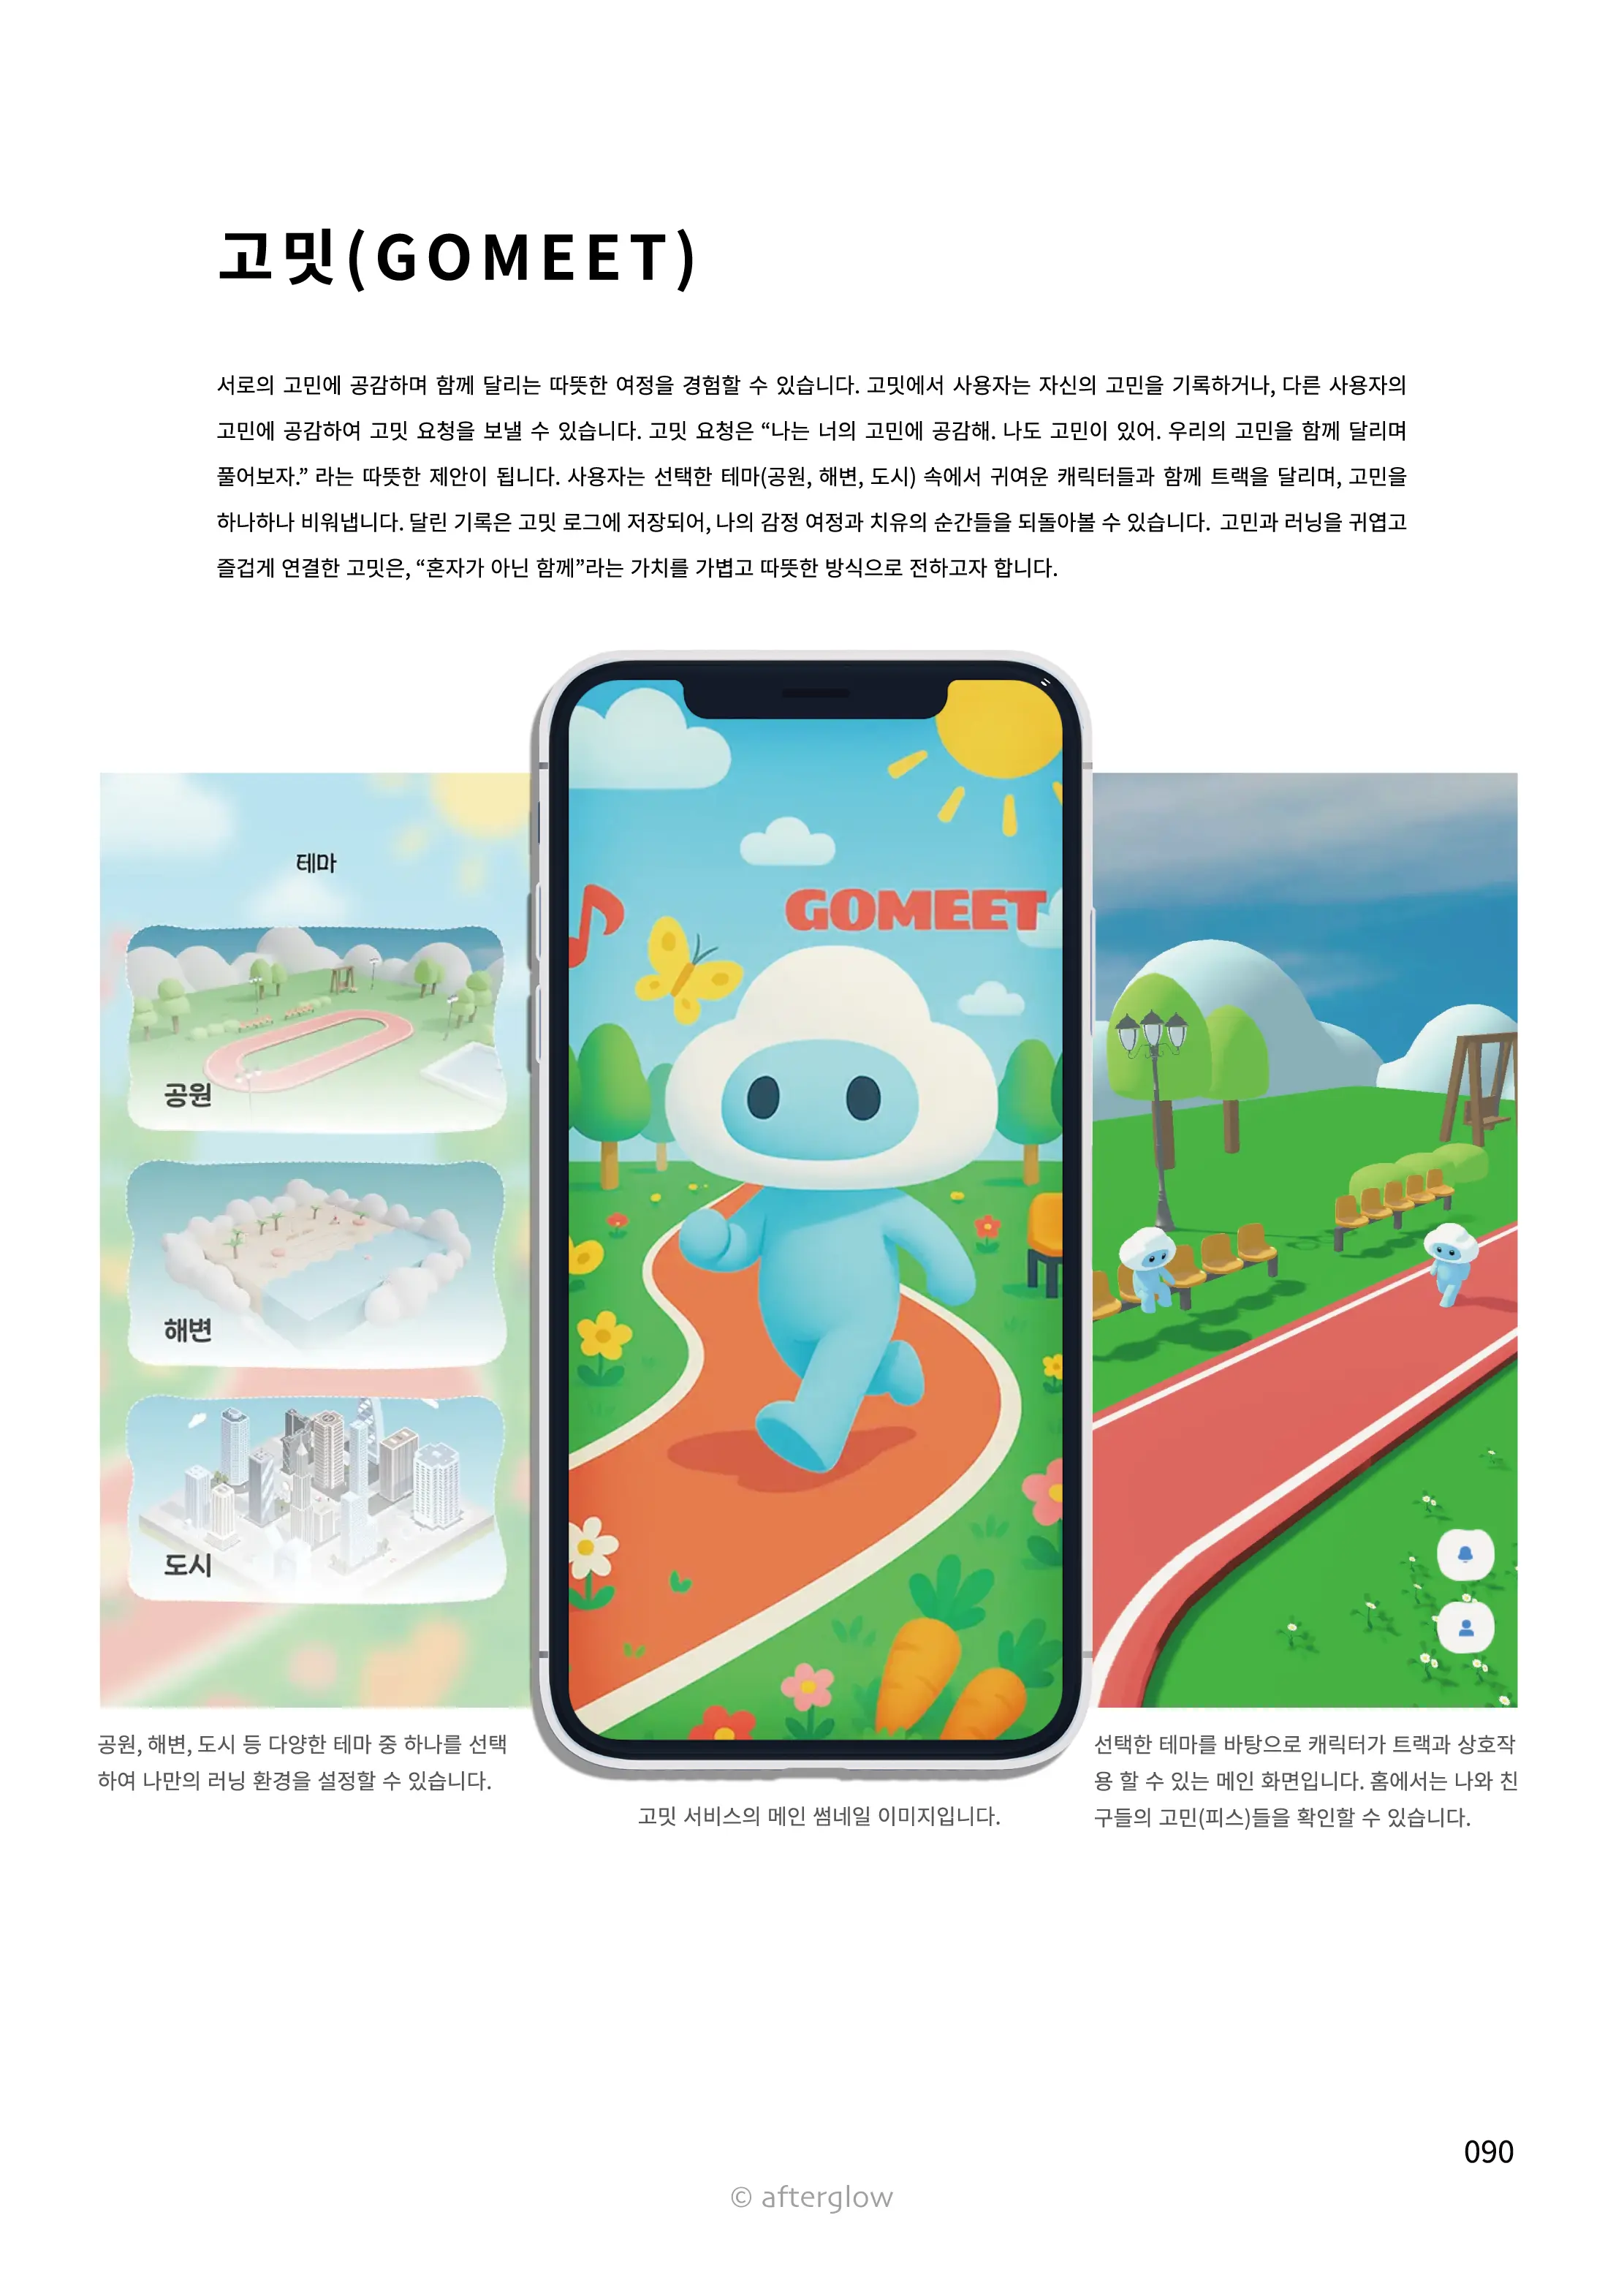 고밋(GOMEET)
서로의 고민에 공감하며 함께 달리는 따뜻한 여정을 경험할 수 있습니다. 고밋에서 사용자는 자신의 고민을 기록하거나, 다른 사용자의
고민에 공감하여 고밋 요청을 보낼 수 있습니다. 고밋 요청은 “나는 너의 고민에 공감해. 나도 고민이 있어. 우리의 고민을 함께 달리며
풀어보자.” 라는 따뜻한 제안이 됩니다. 사용자는 선택한 테마(공원, 해변, 도시) 속에서 귀여운 캐릭터들과 함께 트랙을 달리며, 고민을
하나하나 비워냅니다. 달린 기록은 고밋 로그에 저장되어, 나의 감정 여정과 치유의 순간들을 되돌아볼 수 있습니다. 고민과 러닝을 귀엽고
즐겁게 연결한 고밋은, “혼자가 아닌 함께”라는 가치를 가볍고 따뜻한 방식으로 전하고자 합니다.
테마
공원
해변
도시
GOMEET
공원, 해변, 도시 등 다양한 테마 중 하나를 선택
하여 나만의 러닝 환경을 설정할 수 있습니다.
고밋 서비스의 메인 썸네일 이미지입니다.
선택한 테마를 바탕으로 캐릭터가 트랙과 상호작
용 할 수 있는 메인 화면입니다. 홈에서는 나와 친
구들의 고민(피스)들을 확인할 수 있습니다.
090
© afterglow